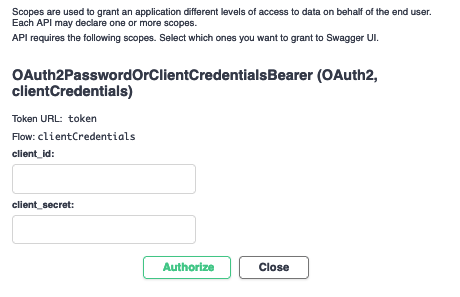 Scopes are used to grant an application different levels of access to data on behalf of the end user.
Each API may declare one or more scopes.
API requires the following scopes. Select which ones you want to grant to Swagger UI.
OAuth2PasswordOrClientCredentialsBearer (OAuth2,
clientCredentials)
Token URL: token
Flow: clientCredentials
client_id:
client_secret:
Authorize Close